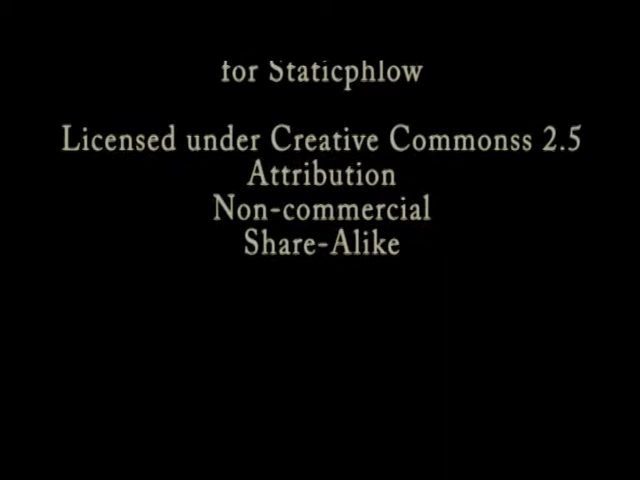 for Staticphlow
Licensed under Creative Commonss 2.5
Attribution
Non-commercial
Share-Alike